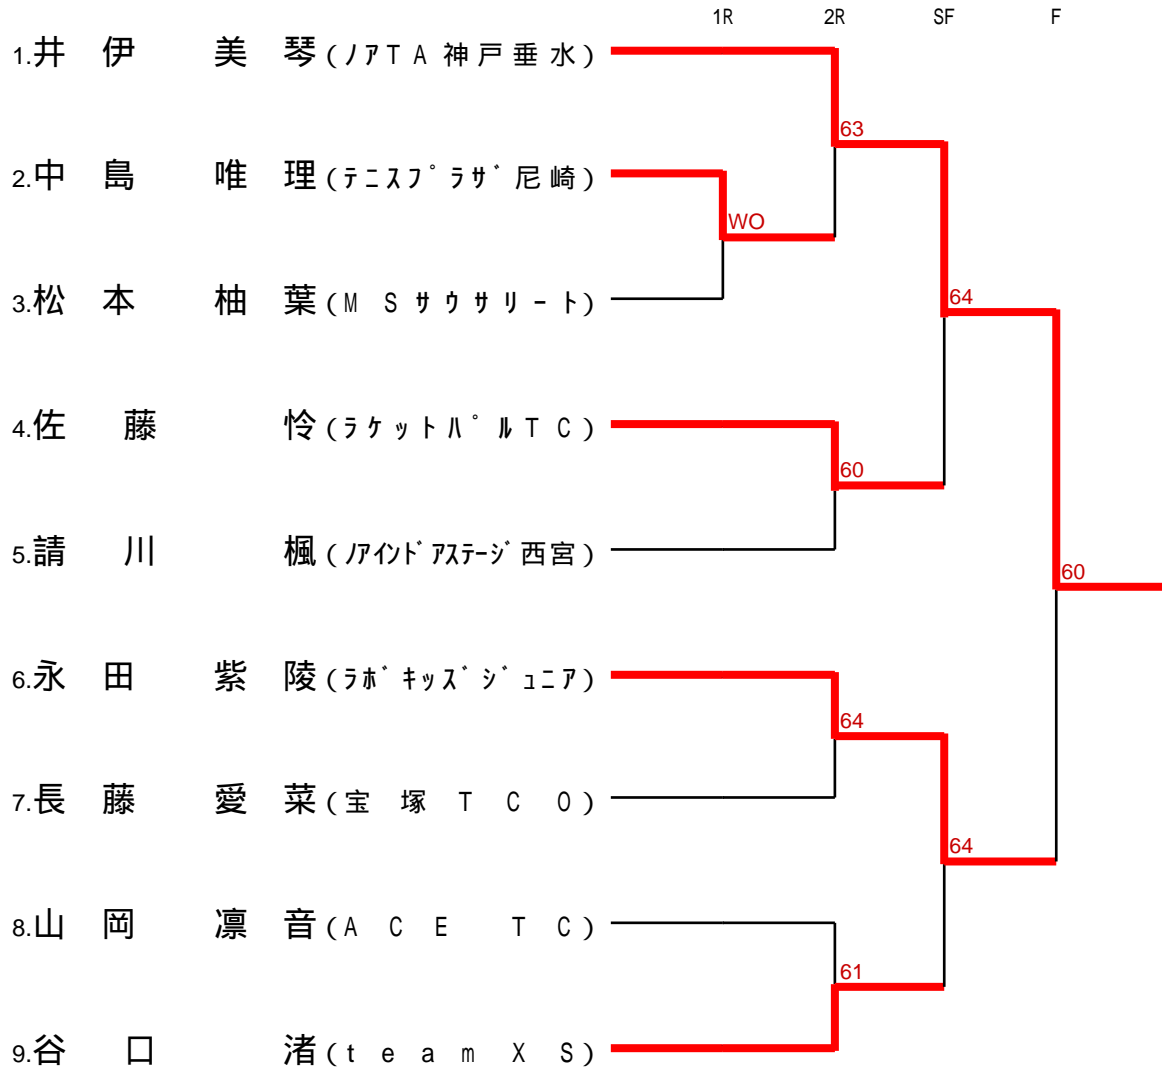 1R 2R SF F
1.井 伊 美 琴 (ﾉｱTA神戸垂水)
63
2.中 島 唯 理 (ﾃﾆｽﾌﾟﾗｻﾞ尼崎)
WO
3.松 本 柚 葉 (MSｻｳｻﾘｰﾄ)
64
4.佐 藤 怜 (ﾗｹｯﾄﾊﾟﾙTC)
60
5.請 川 楓 (ﾉｱｲﾝﾄﾞｱｽﾃｰｼﾞ西宮)
60
6.永 田 紫 陵 (ﾗﾎﾞｷｯｽﾞｼﾞｭﾆｱ)
64
7.長 藤 愛 菜 (宝塚TCO)
64
8.山 岡 凛 音 (ACE TC)
61
9.谷 口 渚 (teamXS)